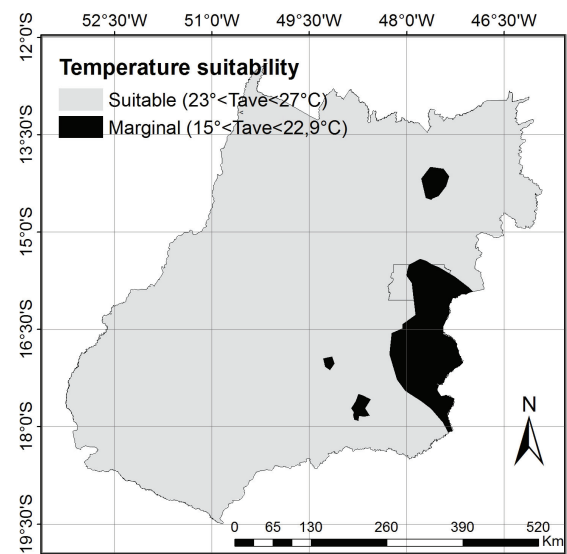 52°30'W 51°0'W 49°30'W 48°0'W 46°30'W
12°0'S
Temperature suitability
Suitable (23°<Tave<27°C)
Marginal (15°<Tave<22,9°C)
13°30'S
15°0'S
16°30'S
18°0'S
19°30'S
N
0 65 130 260 390 520
Km